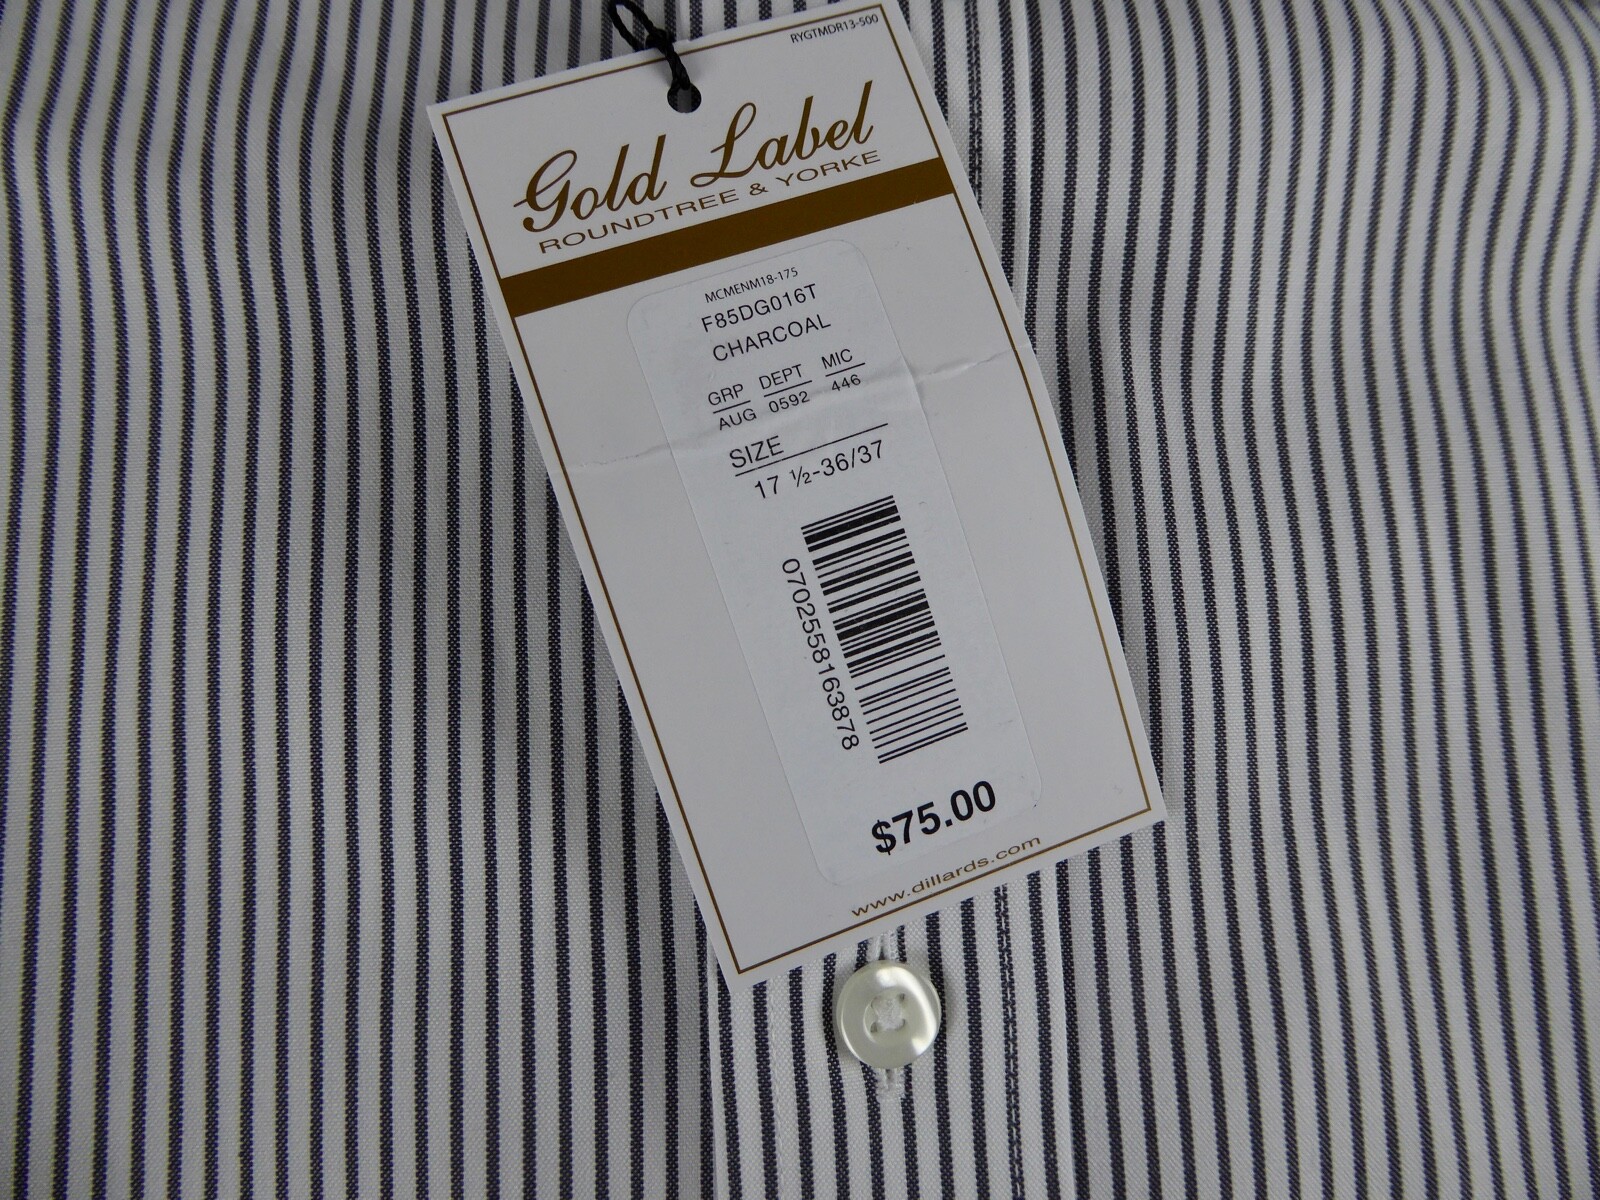 RYGTMDR13-500
Gold Label
ROUNDTREE & YORKE
MCMENM18-175
F85DG016T
CHARCOAL
GRP DEPT MIC
AUG 0592 446
SIZE
17 ½-36/37
0702558163878
$75.00
www.dillards.com